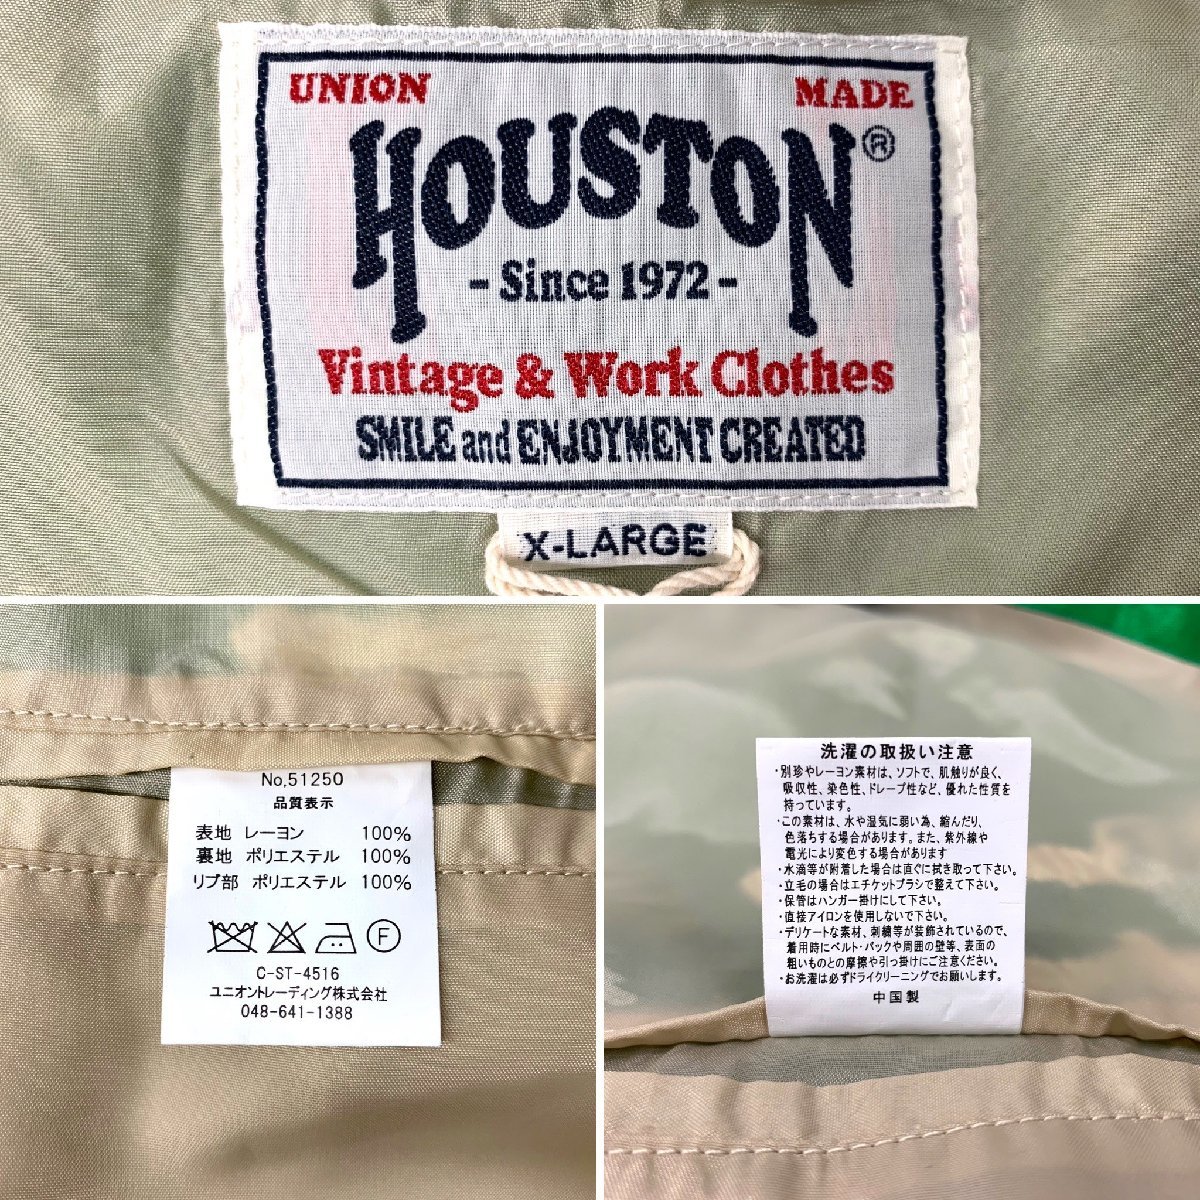 UNION MADE
HOUSTON®
- Since 1972 -
Vintage & Work Clothes
SMILE and ENJOYMENT CREATED
X-LARGE
No.51250
品質表示
表地 レーヨン 100%
裏地 ポリエステル 100%
リブ部 ポリエステル 100%
F
C-ST-4516
ユニオントレーディング株式会社
048-641-1388
洗濯の取扱い注意
・別珍やレーヨン素材は、ソフトで、肌触りが良く、
吸収性、染色性、ドレープ性など、優れた性質を
持っています。
・この素材は、水や湿気に弱い為、縮んだり、
色落ちする場合があります。また、紫外線や
電光により変色する場合があります
・水滴等が附着した場合は直ぐに拭き取って下さい。
・立毛の場合はエチケットブラシで整えて下さい。
・保管はハンガー掛けにして下さい。
・直接アイロンを使用しないで下さい。
・デリケートな素材、刺繍等が装飾されているので、
着用時にベルト・バックや周囲の壁等、表面の
粗いものとの摩擦や引っ掛けにご注意ください。
・お洗濯は必ずドライクリーニングでお願いします。
中国製